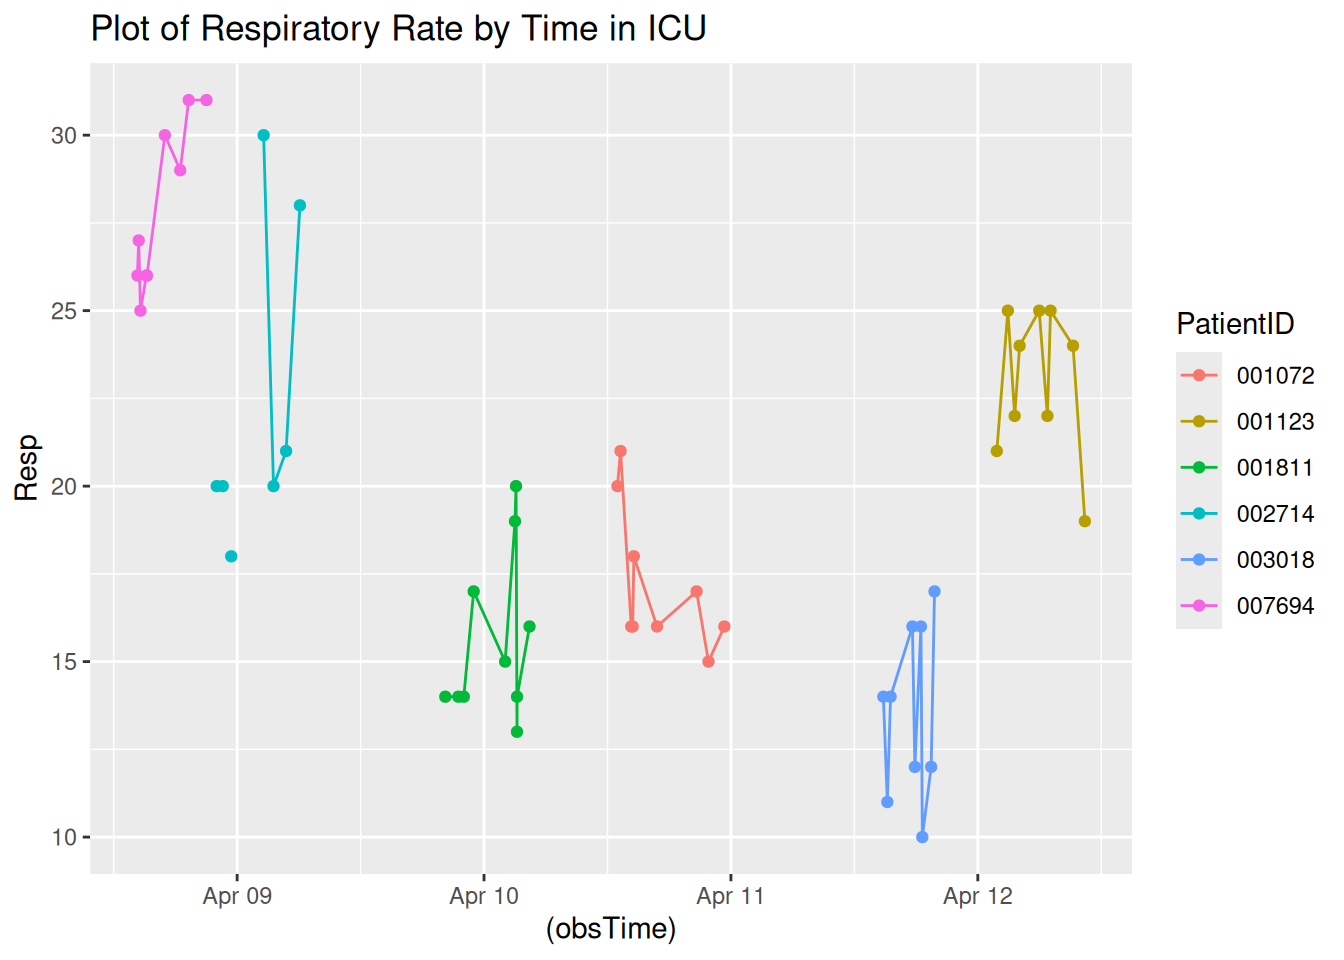 Plot of Respiratory Rate by Time in ICU
Resp
30
25
20
15
10
Apr 09
Apr 10
Apr 11
Apr 12
(obsTime)
PatientID
001072
001123
001811
002714
003018
007694